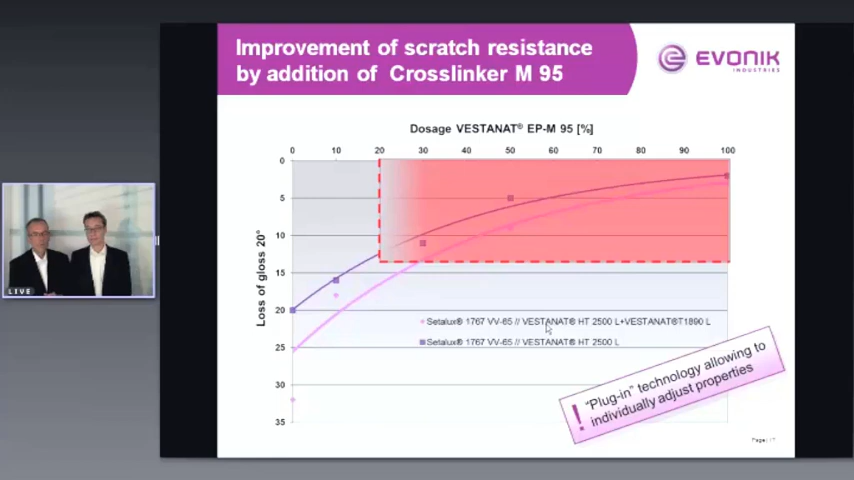 Improvement of scratch resistance
by addition of Crosslinker M 95
EVONIK
INDUSTRIES
Dosage VESTANAT® EP-M 95 [%]
0 10 20 30 40 50 60 70 80 90 100
0
5
10
15
20
25
30
35
Loss of gloss 20°
Setalux® 1767 VV-65 // VESTANAT® HT 2500 L+VESTANAT®T1890 L
Setalux® 1767 VV-65 // VESTANAT® HT 2500 L
! "Plug-in" technology allowing to
individually adjust properties
LIVE